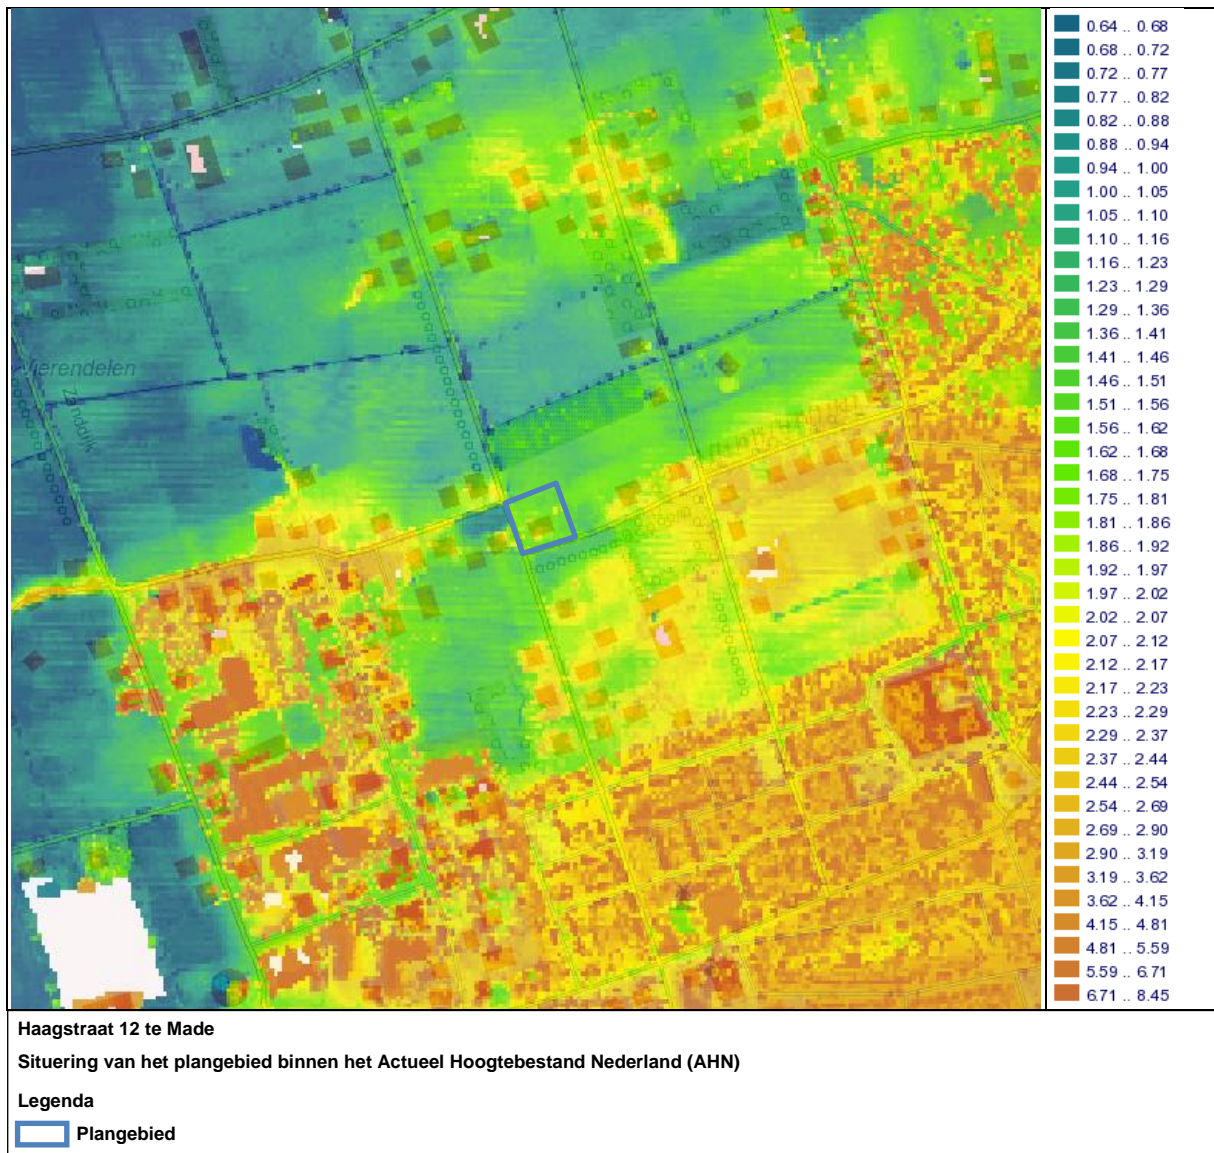 Vierendelen
Zanddijk
0.64 .. 0.68
0.68 .. 0.72
0.72 .. 0.77
0.77 .. 0.82
0.82 .. 0.88
0.88 .. 0.94
0.94 .. 1.00
1.00 .. 1.05
1.05 .. 1.10
1.10 .. 1.16
1.16 .. 1.23
1.23 .. 1.29
1.29 .. 1.36
1.36 .. 1.41
1.41 .. 1.46
1.46 .. 1.51
1.51 .. 1.56
1.56 .. 1.62
1.62 .. 1.68
1.68 .. 1.75
1.75 .. 1.81
1.81 .. 1.86
1.86 .. 1.92
1.92 .. 1.97
1.97 .. 2.02
2.02 .. 2.07
2.07 .. 2.12
2.12 .. 2.17
2.17 .. 2.23
2.23 .. 2.29
2.29 .. 2.37
2.37 .. 2.44
2.44 .. 2.54
2.54 .. 2.69
2.69 .. 2.90
2.90 .. 3.19
3.19 .. 3.62
3.62 .. 4.15
4.15 .. 4.81
4.81 .. 5.59
5.59 .. 6.71
6.71 .. 8.45
Haagstraat 12 te Made
Situering van het plangebied binnen het Actueel Hoogtebestand Nederland (AHN)
Legenda
Plangebied